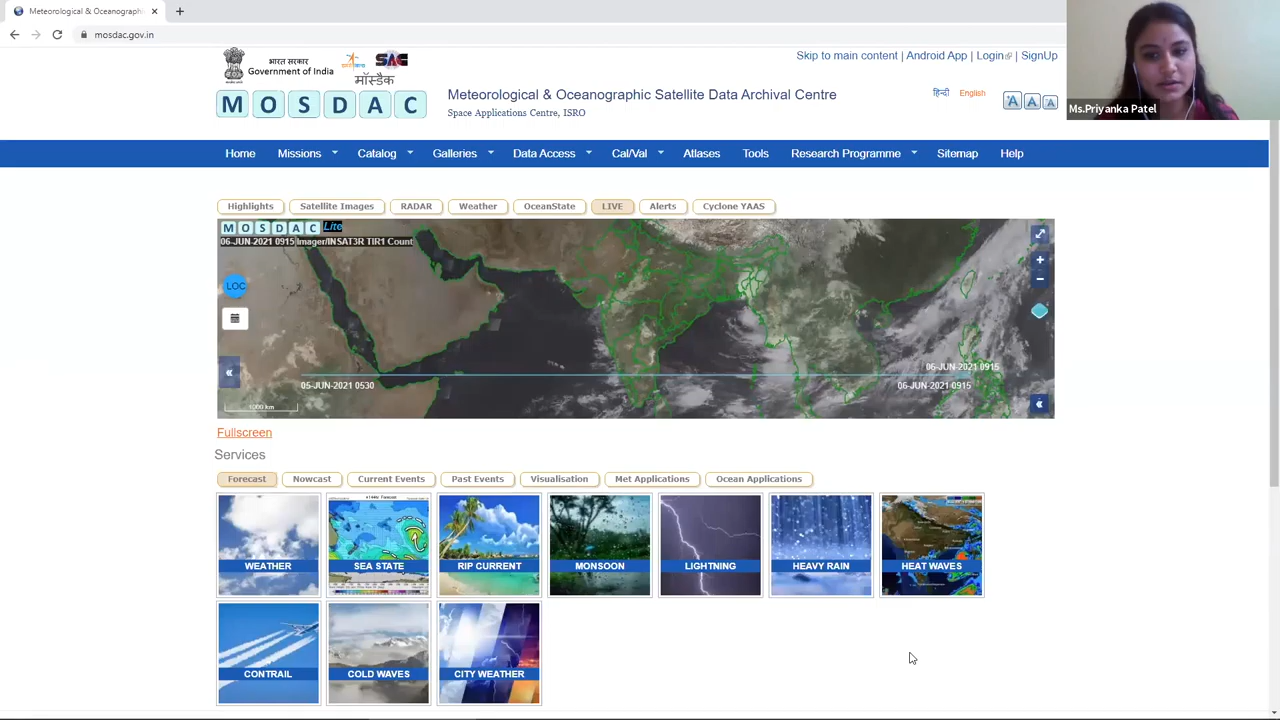 Meteorological & Oceanographi
mosdac.gov.in
भारत सरकार
Government of India
SAC
मॉस्डैक
M O S D A C
Meteorological & Oceanographic Satellite Data Archival Centre
Space Applications Centre, ISRO
Skip to main content | Android App | Login | SignUp
हिन्दी English
A A A
Ms.Priyanka Patel
Home Missions Catalog Galleries Data Access Cal/Val Atlases Tools Research Programme Sitemap Help
Highlights Satellite Images RADAR Weather OceanState LIVE Alerts Cyclone YAAS
M O S D A C Lite
06-JUN-2021 0915 Imager/INSAT3R TIR1 Count
LOC
06-JUN-2021 0915
05-JUN-2021 0530 06-JUN-2021 0915
1000 km
Fullscreen
Services
Forecast Nowcast Current Events Past Events Visualisation Met Applications Ocean Applications
WEATHER SEA STATE RIP CURRENT MONSOON LIGHTNING HEAVY RAIN HEAT WAVES
CONTRAIL COLD WAVES CITY WEATHER